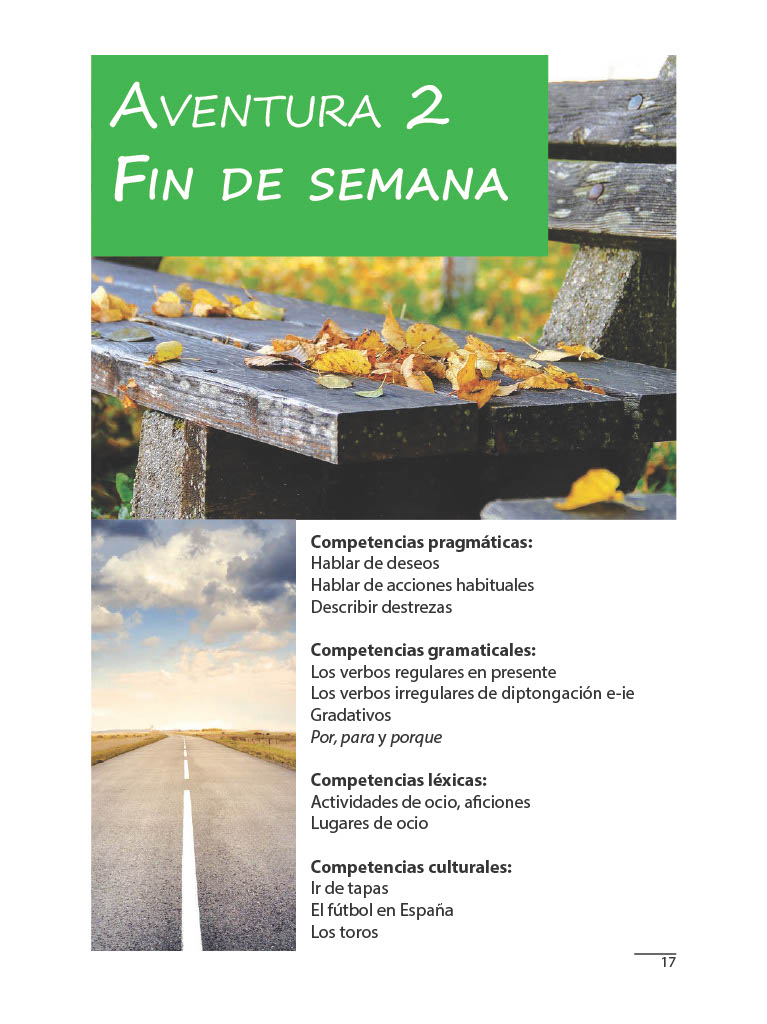 AVENTURA 2
FIN DE SEMANA
Competencias pragmáticas:
Hablar de deseos
Hablar de acciones habituales
Describir destrezas
Competencias gramaticales:
Los verbos regulares en presente
Los verbos irregulares de diptongación e-ie
Gradativos
Por, para y porque
Competencias léxicas:
Actividades de ocio, aficiones
Lugares de ocio
Competencias culturales:
Ir de tapas
El fútbol en España
Los toros
17